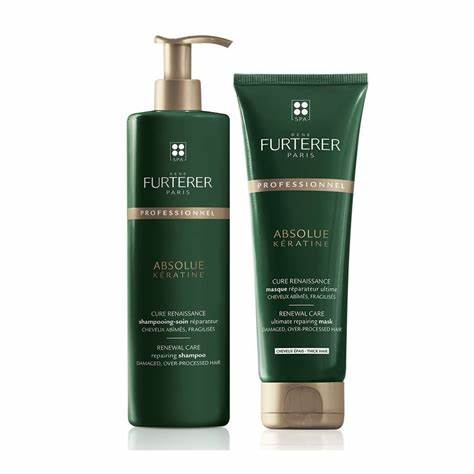 SPA
RENE
FURTERER
PARIS
PROFESSIONNEL
ABSOLUE
KÉRATINE
CURE RENAISSANCE
shampooing-soin réparateur
CHEVEUX ABÎMÉS, FRAGILISÉS
RENEWAL CARE
repairing shampoo
DAMAGED, OVER-PROCESSED HAIR
SPA
RENE
FURTERER
PARIS
PROFESSIONNEL
ABSOLUE
KÉRATINE
CURE RENAISSANCE
masque réparateur ultime
CHEVEUX ABÎMÉS, FRAGILISÉS
RENEWAL CARE
ultimate repairing mask
DAMAGED, OVER-PROCESSED HAIR
CHEVEUX ÉPAIS - THICK HAIR